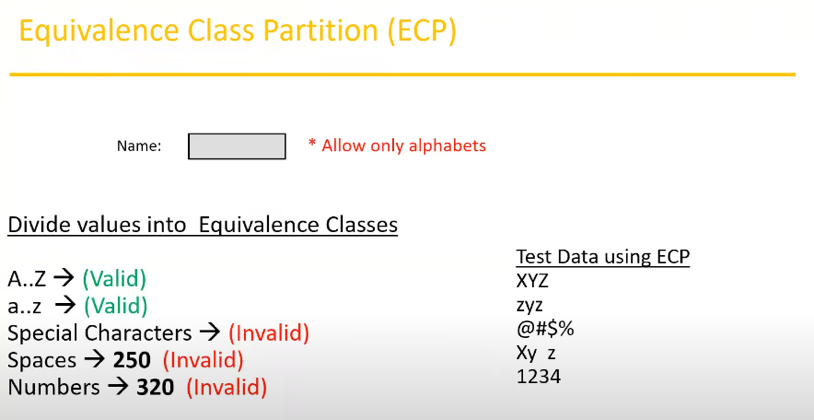 Equivalence Class Partition (ECP)
Name: * Allow only alphabets
Divide values into Equivalence Classes
A..Z → (Valid)
a..z → (Valid)
Special Characters → (Invalid)
Spaces → 250 (Invalid)
Numbers → 320 (Invalid)
Test Data using ECP
XYZ
zyz
@#$%
Xy z
1234